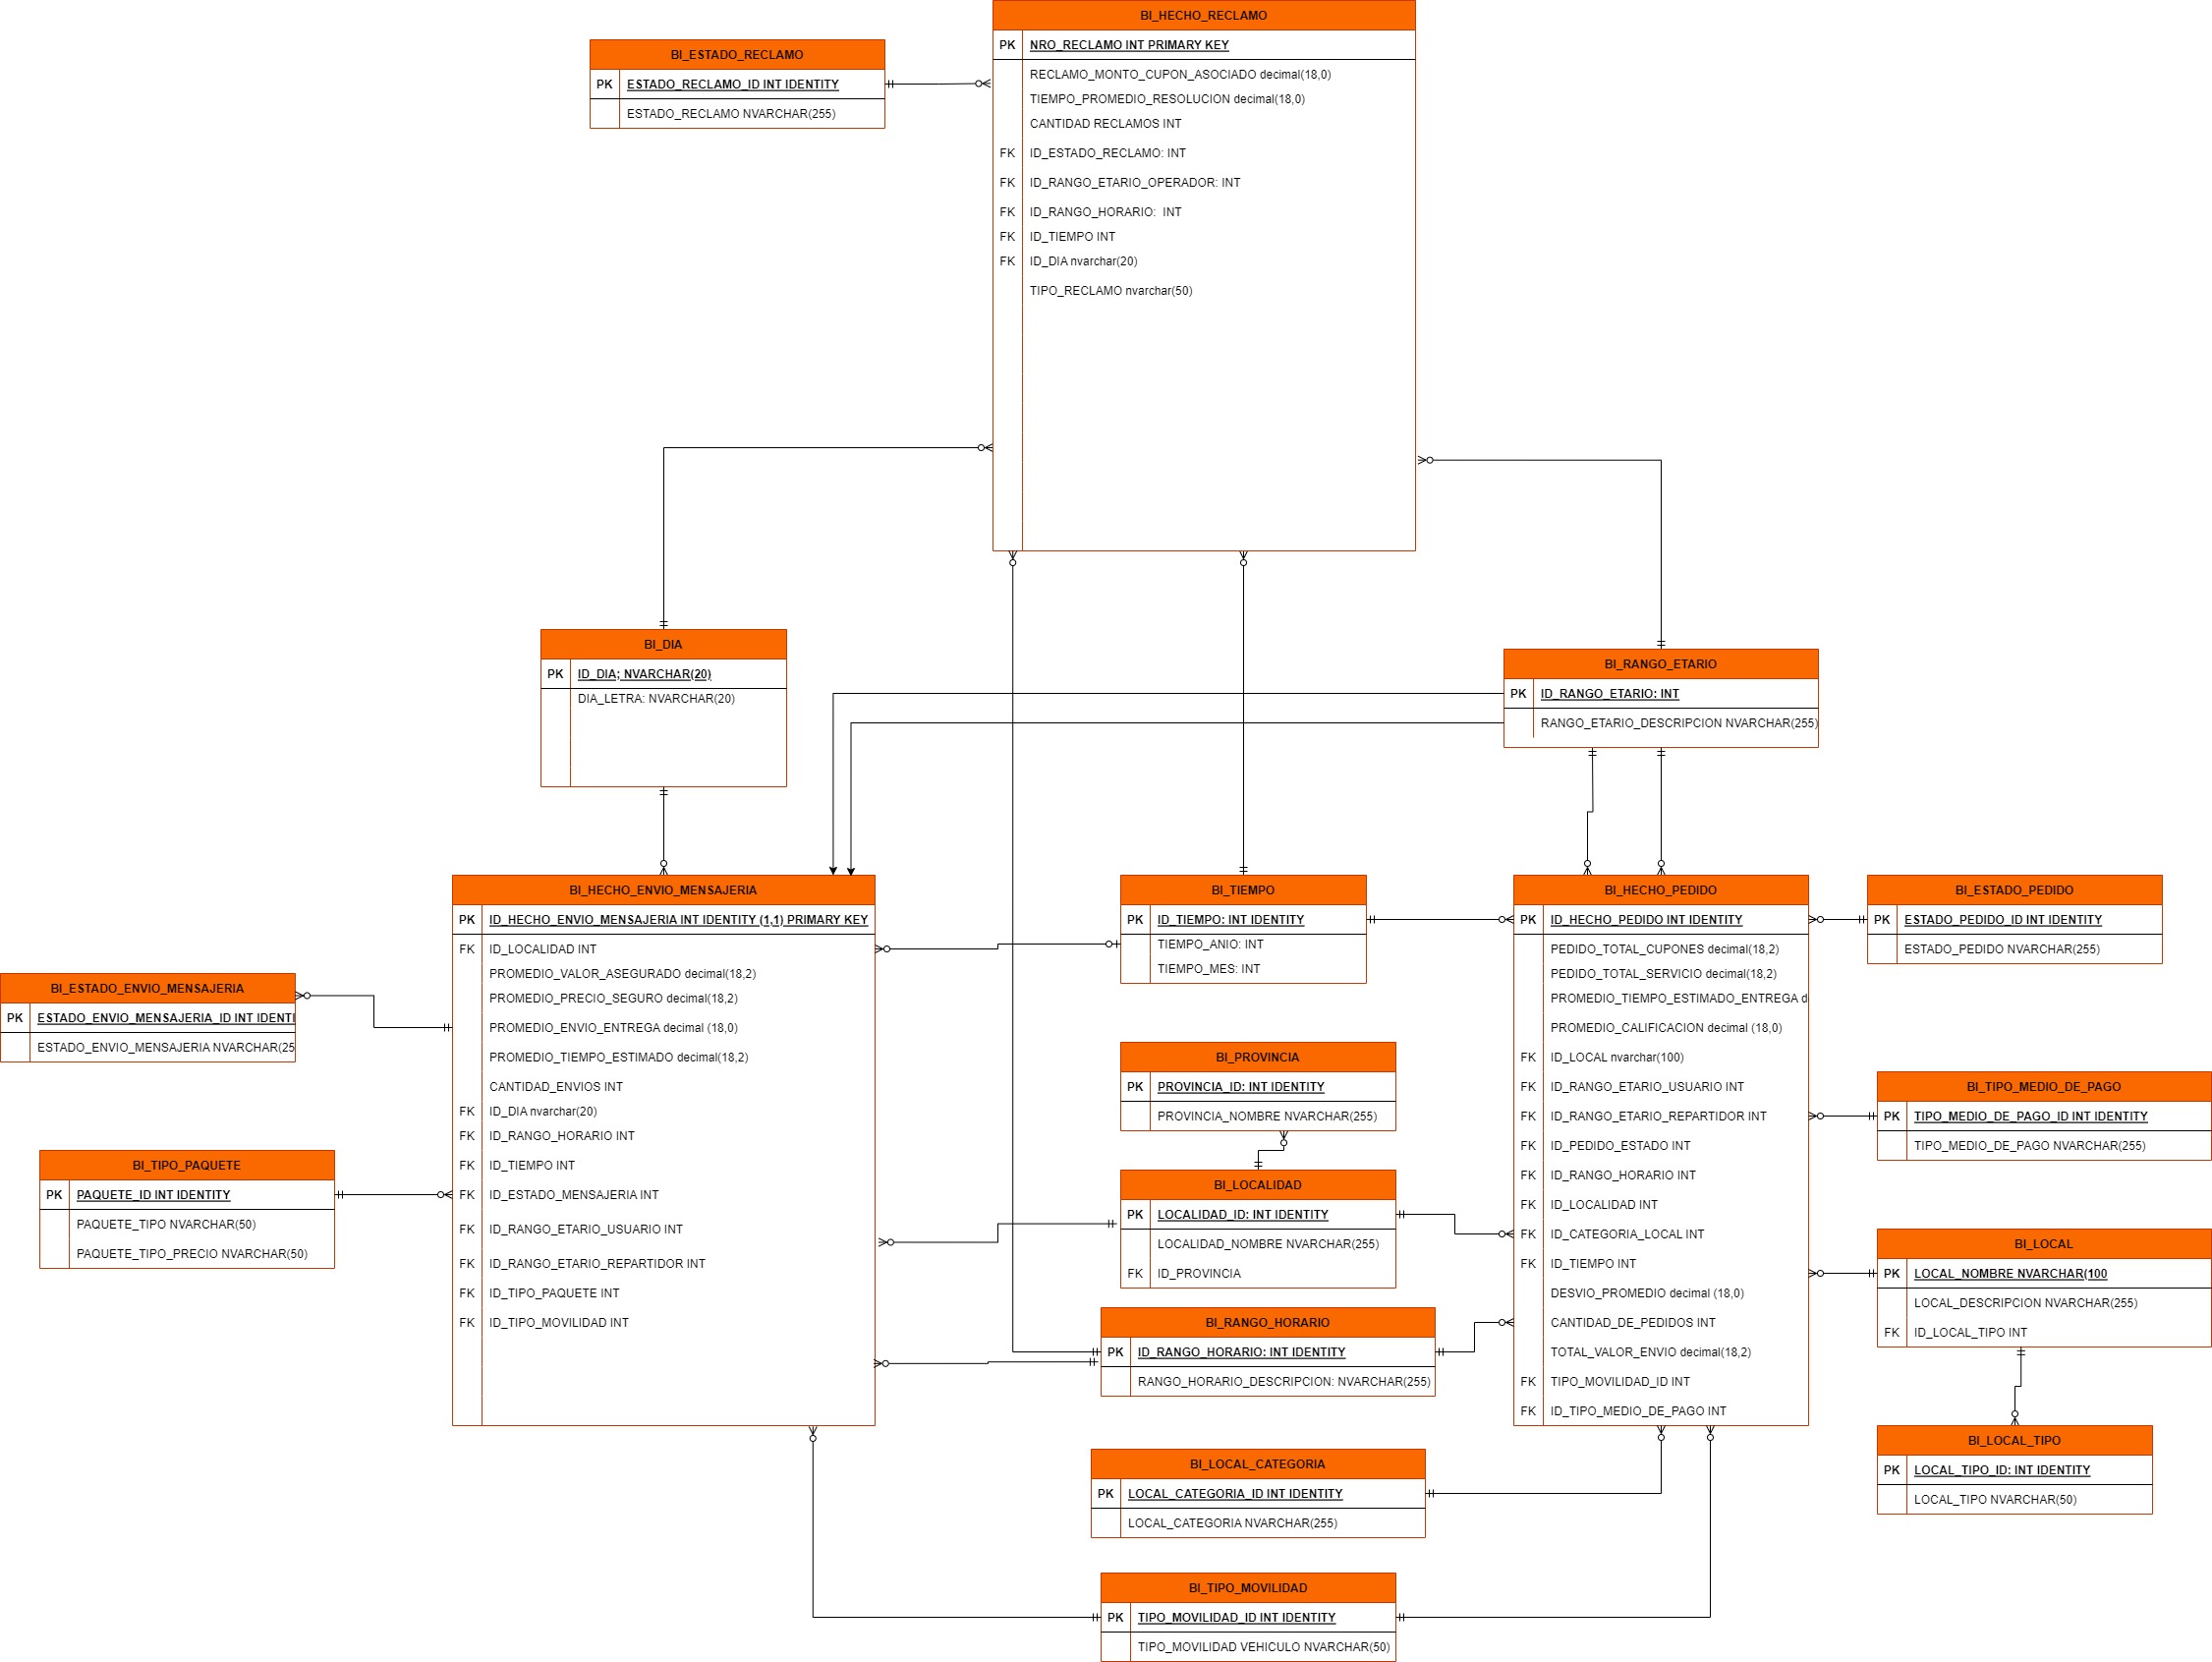 BI_HECHO_RECLAMO
PK NRO_RECLAMO INT PRIMARY KEY
RECLAMO_MONTO_CUPON_ASOCIADO decimal(18,0)
TIEMPO_PROMEDIO_RESOLUCION decimal(18,0)
CANTIDAD RECLAMOS INT
FK ID_ESTADO_RECLAMO: INT
FK ID_RANGO_ETARIO_OPERADOR: INT
FK ID_RANGO_HORARIO: INT
FK ID_TIEMPO INT
FK ID_DIA nvarchar(20)
TIPO_RECLAMO nvarchar(50)
BI_ESTADO_RECLAMO
PK ESTADO_RECLAMO_ID INT IDENTITY
ESTADO_RECLAMO NVARCHAR(255)
BI_DIA
PK ID_DIA; NVARCHAR(20)
DIA_LETRA: NVARCHAR(20)
BI_RANGO_ETARIO
PK ID_RANGO_ETARIO: INT
RANGO_ETARIO_DESCRIPCION NVARCHAR(255)
BI_HECHO_ENVIO_MENSAJERIA
PK ID_HECHO_ENVIO_MENSAJERIA INT IDENTITY (1,1) PRIMARY KEY
FK ID_LOCALIDAD INT
PROMEDIO_VALOR_ASEGURADO decimal(18,2)
PROMEDIO_PRECIO_SEGURO decimal(18,2)
PROMEDIO_ENVIO_ENTREGA decimal (18,0)
PROMEDIO_TIEMPO_ESTIMADO decimal(18,2)
CANTIDAD_ENVIOS INT
FK ID_DIA nvarchar(20)
FK ID_RANGO_HORARIO INT
FK ID_TIEMPO INT
FK ID_ESTADO_MENSAJERIA INT
FK ID_RANGO_ETARIO_USUARIO INT
FK ID_RANGO_ETARIO_REPARTIDOR INT
FK ID_TIPO_PAQUETE INT
FK ID_TIPO_MOVILIDAD INT
BI_ESTADO_ENVIO_MENSAJERIA
PK ESTADO_ENVIO_MENSAJERIA_ID INT IDENTI
ESTADO_ENVIO_MENSAJERIA NVARCHAR(25
BI_TIPO_PAQUETE
PK PAQUETE_ID INT IDENTITY
PAQUETE_TIPO NVARCHAR(50)
PAQUETE_TIPO_PRECIO NVARCHAR(50)
BI_TIEMPO
PK ID_TIEMPO: INT IDENTITY
TIEMPO_ANIO: INT
TIEMPO_MES: INT
BI_PROVINCIA
PK PROVINCIA_ID: INT IDENTITY
PROVINCIA_NOMBRE NVARCHAR(255)
BI_LOCALIDAD
PK LOCALIDAD_ID: INT IDENTITY
LOCALIDAD_NOMBRE NVARCHAR(255)
FK ID_PROVINCIA
BI_RANGO_HORARIO
PK ID_RANGO_HORARIO: INT IDENTITY
RANGO_HORARIO_DESCRIPCION: NVARCHAR(255)
BI_LOCAL_CATEGORIA
PK LOCAL_CATEGORIA_ID INT IDENTITY
LOCAL_CATEGORIA NVARCHAR(255)
BI_TIPO_MOVILIDAD
PK TIPO_MOVILIDAD_ID INT IDENTITY
TIPO_MOVILIDAD VEHICULO NVARCHAR(50)
BI_HECHO_PEDIDO
PK ID_HECHO_PEDIDO INT IDENTITY
PEDIDO_TOTAL_CUPONES decimal(18,2)
PEDIDO_TOTAL_SERVICIO decimal(18,2)
PROMEDIO_TIEMPO_ESTIMADO_ENTREGA d
PROMEDIO_CALIFICACION decimal (18,0)
FK ID_LOCAL nvarchar(100)
FK ID_RANGO_ETARIO_USUARIO INT
FK ID_RANGO_ETARIO_REPARTIDOR INT
FK ID_PEDIDO_ESTADO INT
FK ID_RANGO_HORARIO INT
FK ID_LOCALIDAD INT
FK ID_CATEGORIA_LOCAL INT
FK ID_TIEMPO INT
DESVIO_PROMEDIO decimal (18,0)
CANTIDAD_DE_PEDIDOS INT
TOTAL_VALOR_ENVIO decimal(18,2)
FK TIPO_MOVILIDAD_ID INT
FK ID_TIPO_MEDIO_DE_PAGO INT
BI_ESTADO_PEDIDO
PK ESTADO_PEDIDO_ID INT IDENTITY
ESTADO_PEDIDO NVARCHAR(255)
BI_TIPO_MEDIO_DE_PAGO
PK TIPO_MEDIO_DE_PAGO_ID INT IDENTITY
TIPO_MEDIO_DE_PAGO NVARCHAR(255)
BI_LOCAL
PK LOCAL_NOMBRE NVARCHAR(100
LOCAL_DESCRIPCION NVARCHAR(255)
FK ID_LOCAL_TIPO INT
BI_LOCAL_TIPO
PK LOCAL_TIPO_ID: INT IDENTITY
LOCAL_TIPO NVARCHAR(50)